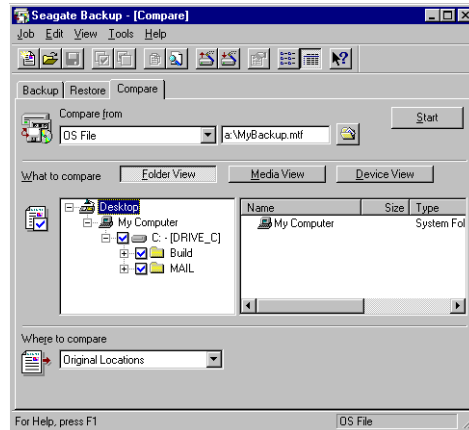 Seagate Backup - [Compare]
Job Edit View Tools Help
Backup Restore Compare
Compare from
OS File a:\MyBackup.mtf Start
What to compare Folder View Media View Device View
Desktop
My Computer
C: - [DRIVE_C]
Build
MAIL
Name Size Type
My Computer System Fol
Where to compare
Original Locations
For Help, press F1 OS File